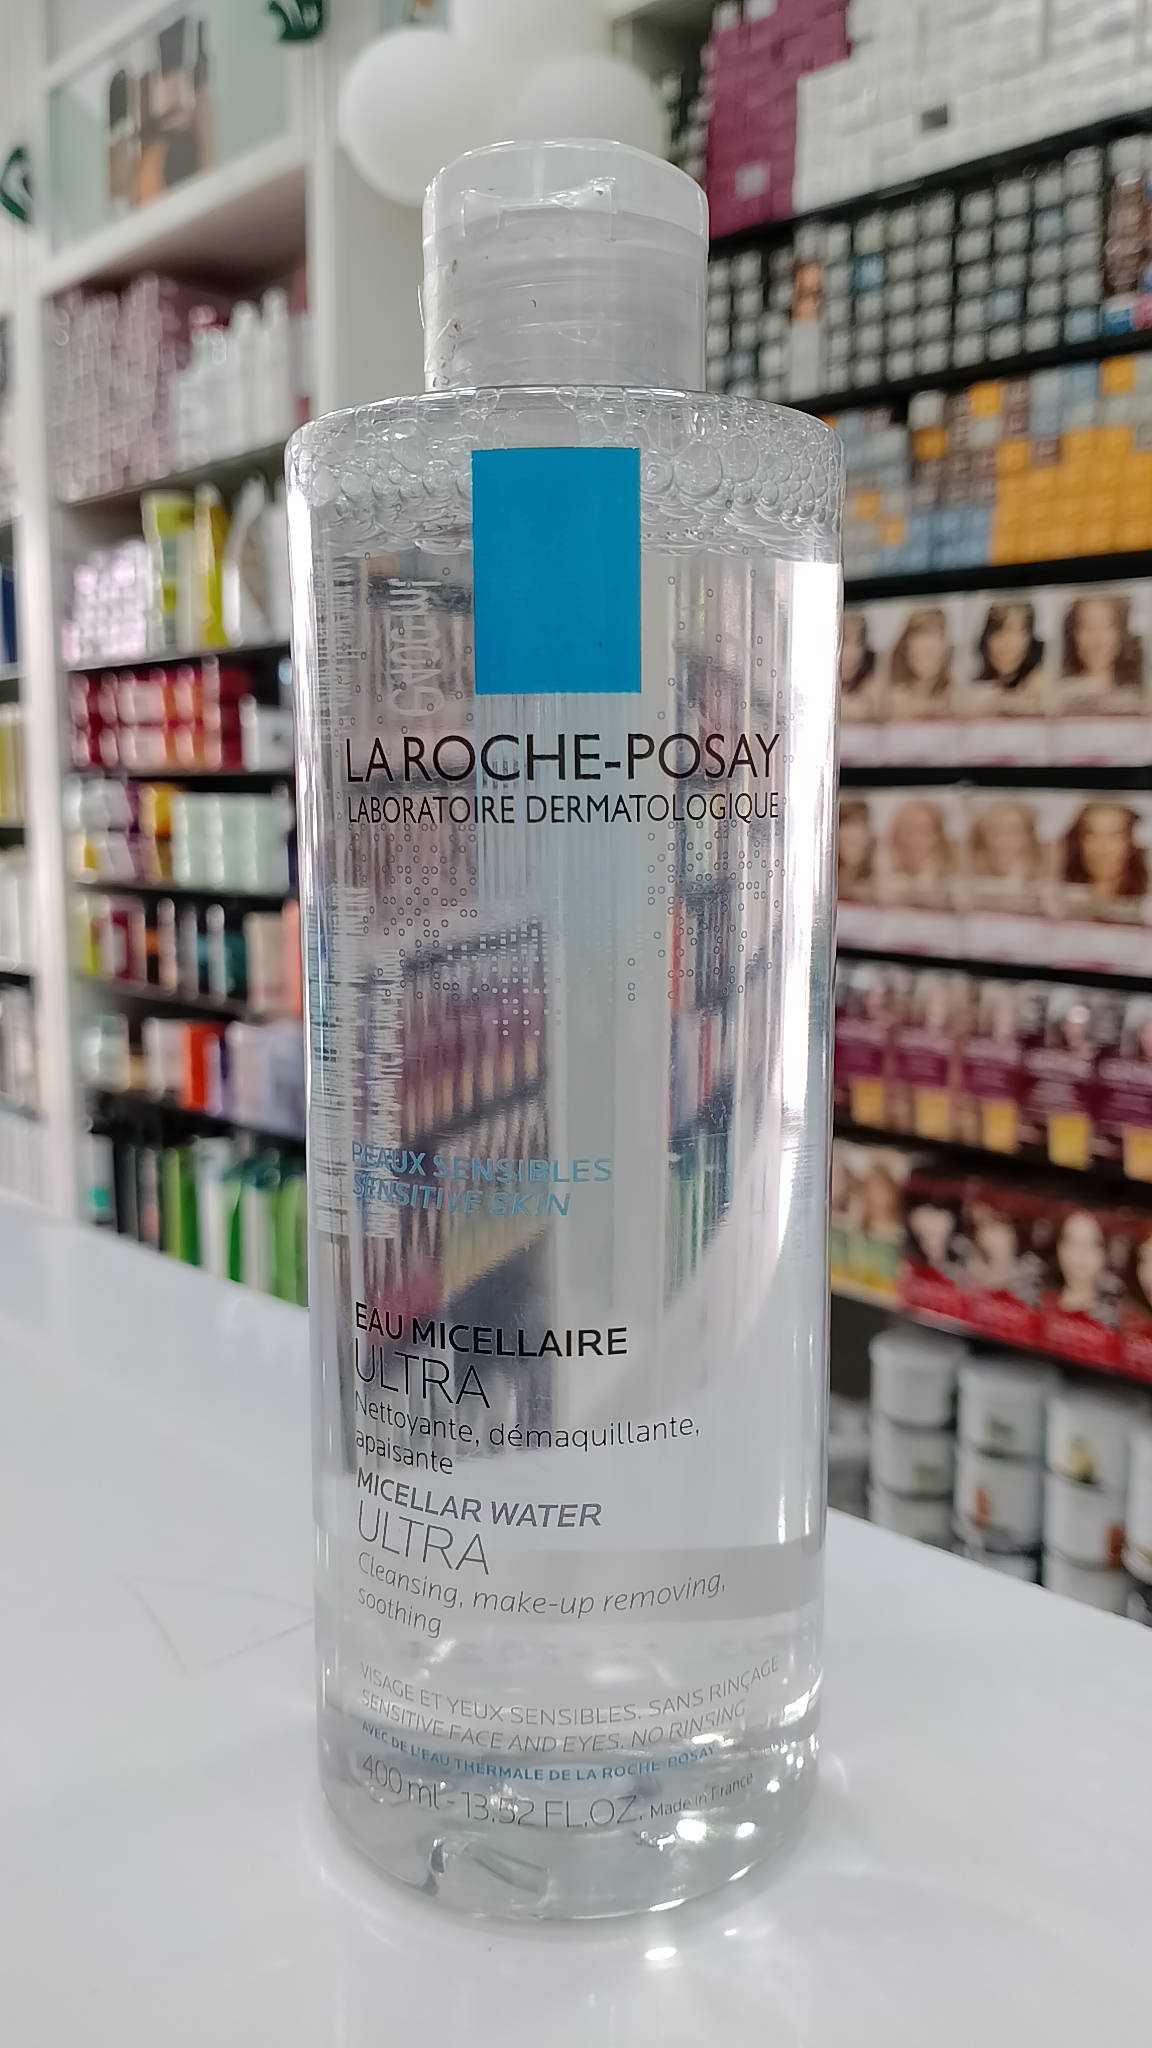 LA ROCHE-POSAY
LABORATOIRE DERMATOLOGIQUE
PEAUX SENSIBLES
SENSITIVE SKIN
EAU MICELLAIRE
ULTRA
Nettoyante, démaquillante,
apaisante
MICELLAR WATER
ULTRA
Cleansing, make-up removing,
soothing
VISAGE ET YEUX SENSIBLES. SANS RINÇAGE
SENSITIVE FACE AND EYES. NO RINSING
AVEC DE L'EAU THERMALE DE LA ROCHE-POSAY
400 ml - 13.52 FL.OZ. Made in France